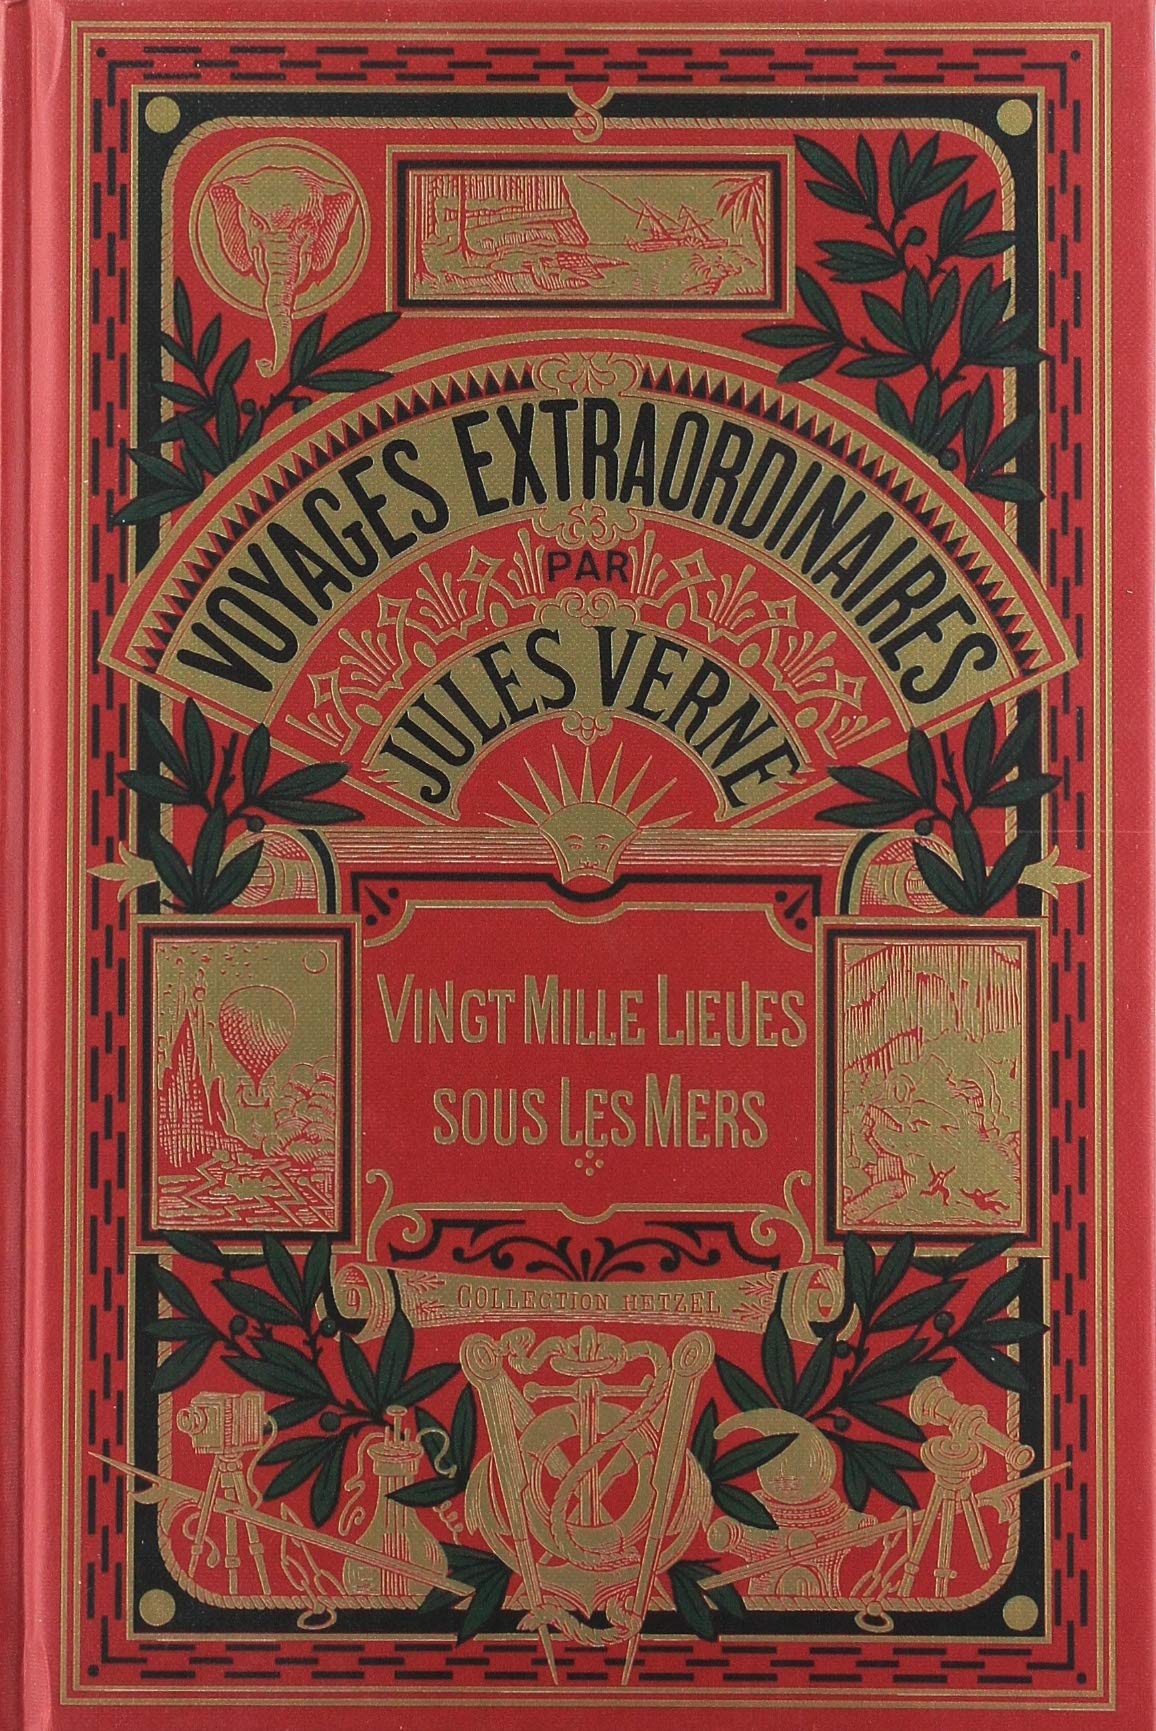 VOYAGES EXTRAORDINAIRES
PAR
JULES VERNE
VINGT MILLE LIEUES
SOUS LES MERS
COLLECTION HETZEL